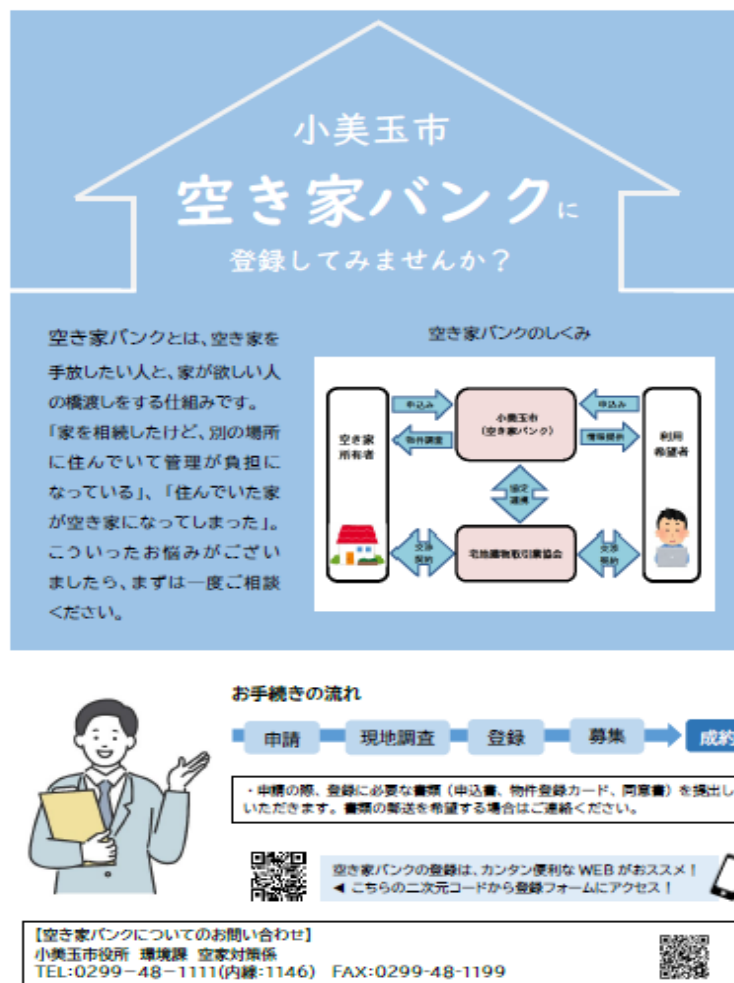 小美玉市
空き家バンクに
登録してみませんか？
空き家バンクとは、空き家を
手放したい人と、家が欲しい人
の橋渡しをする仕組みです。
「家を相続したけど、別の場所
に住んでいて管理が負担に
なっている」、「住んでいた家
が空き家になってしまった」。
こういったお悩みがござい
ましたら、まずは一度ご相談
ください。
空き家バンクのしくみ
空き家
所有者
申込み
物件調査
小美玉市
(空き家バンク)
申込み
情報提供
利用
希望者
協定
連携
交渉
契約
宅地建物取引業協会
交渉
契約
お手続きの流れ
申請
現地調査
登録
募集
成約
・申請の際、登録に必要な書類（申込書、物件登録カード、同意書）を提出し
いただきます。書類の郵送を希望する場合はご連絡ください。
空き家バンクの登録は、カンタン便利な WEB がおススメ！
◀ こちらの二次元コードから登録フォームにアクセス！
【空き家バンクについてのお問い合わせ】
小美玉市役所 環境課 空家対策係
TEL:0299－48－1111(内線:1146) FAX:0299-48-1199